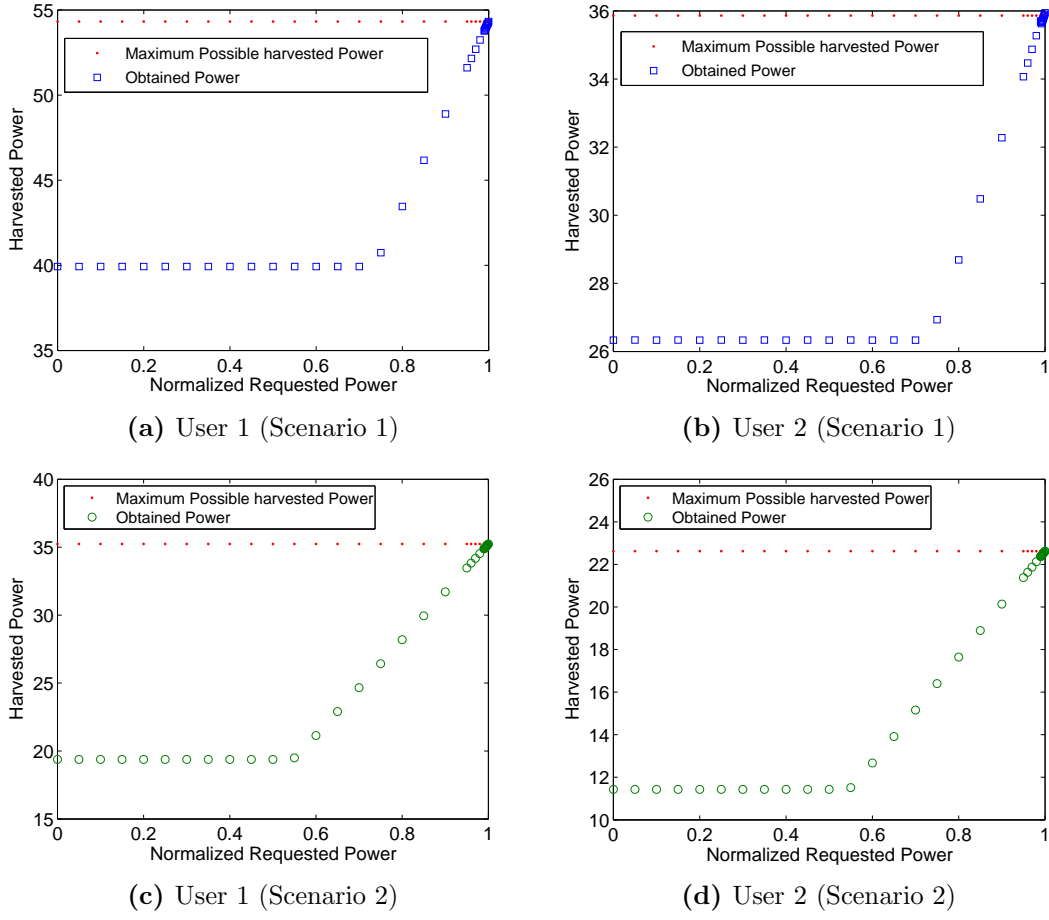 55
50
45
40
35
Harvested Power
Maximum Possible harvested Power
Obtained Power
0 0.2 0.4 0.6 0.8 1
Normalized Requested Power
(a) User 1 (Scenario 1)
36
34
32
30
28
26
Harvested Power
Maximum Possible harvested Power
Obtained Power
0 0.2 0.4 0.6 0.8 1
Normalized Requested Power
(b) User 2 (Scenario 1)
40
35
30
25
20
15
Harvested Power
Maximum Possible harvested Power
Obtained Power
0 0.2 0.4 0.6 0.8 1
Normalized Requested Power
(c) User 1 (Scenario 2)
26
24
22
20
18
16
14
12
10
Harvested Power
Maximum Possible harvested Power
Obtained Power
0 0.2 0.4 0.6 0.8 1
Normalized Requested Power
(d) User 2 (Scenario 2)